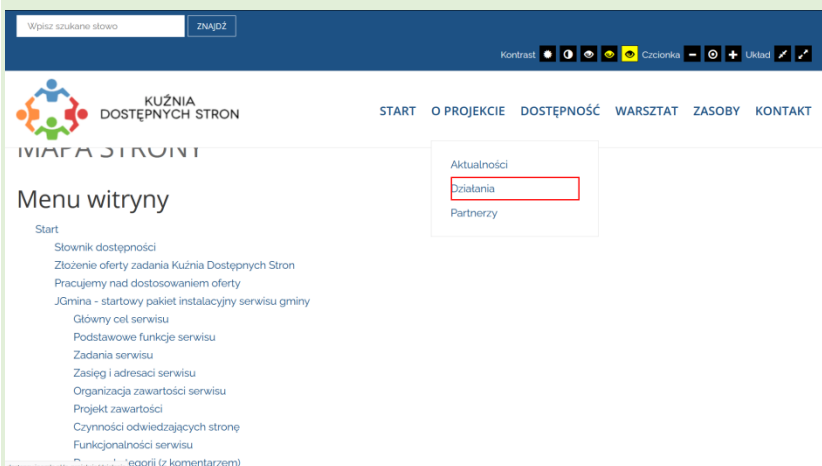 Wpisz szukane słowo ZNAJDŹ
Kontrast Czcionka Układ
KUŹNIA
DOSTĘPNYCH STRON
START O PROJEKCIE DOSTĘPNOŚĆ WARSZTAT ZASOBY KONTAKT
MAPA STRONY
Aktualności
Działania
Partnerzy
Menu witryny
Start
Słownik dostępności
Złożenie oferty zadania Kuźnia Dostępnych Stron
Pracujemy nad dostosowaniem oferty
JGmina - startowy pakiet instalacyjny serwisu gminy
Główny cel serwisu
Podstawowe funkcje serwisu
Zadania serwisu
Zasięg i adresaci serwisu
Organizacja zawartości serwisu
Projekt zawartości
Czynności odwiedzających stronę
Funkcjonalności serwisu
(z komentarzem)